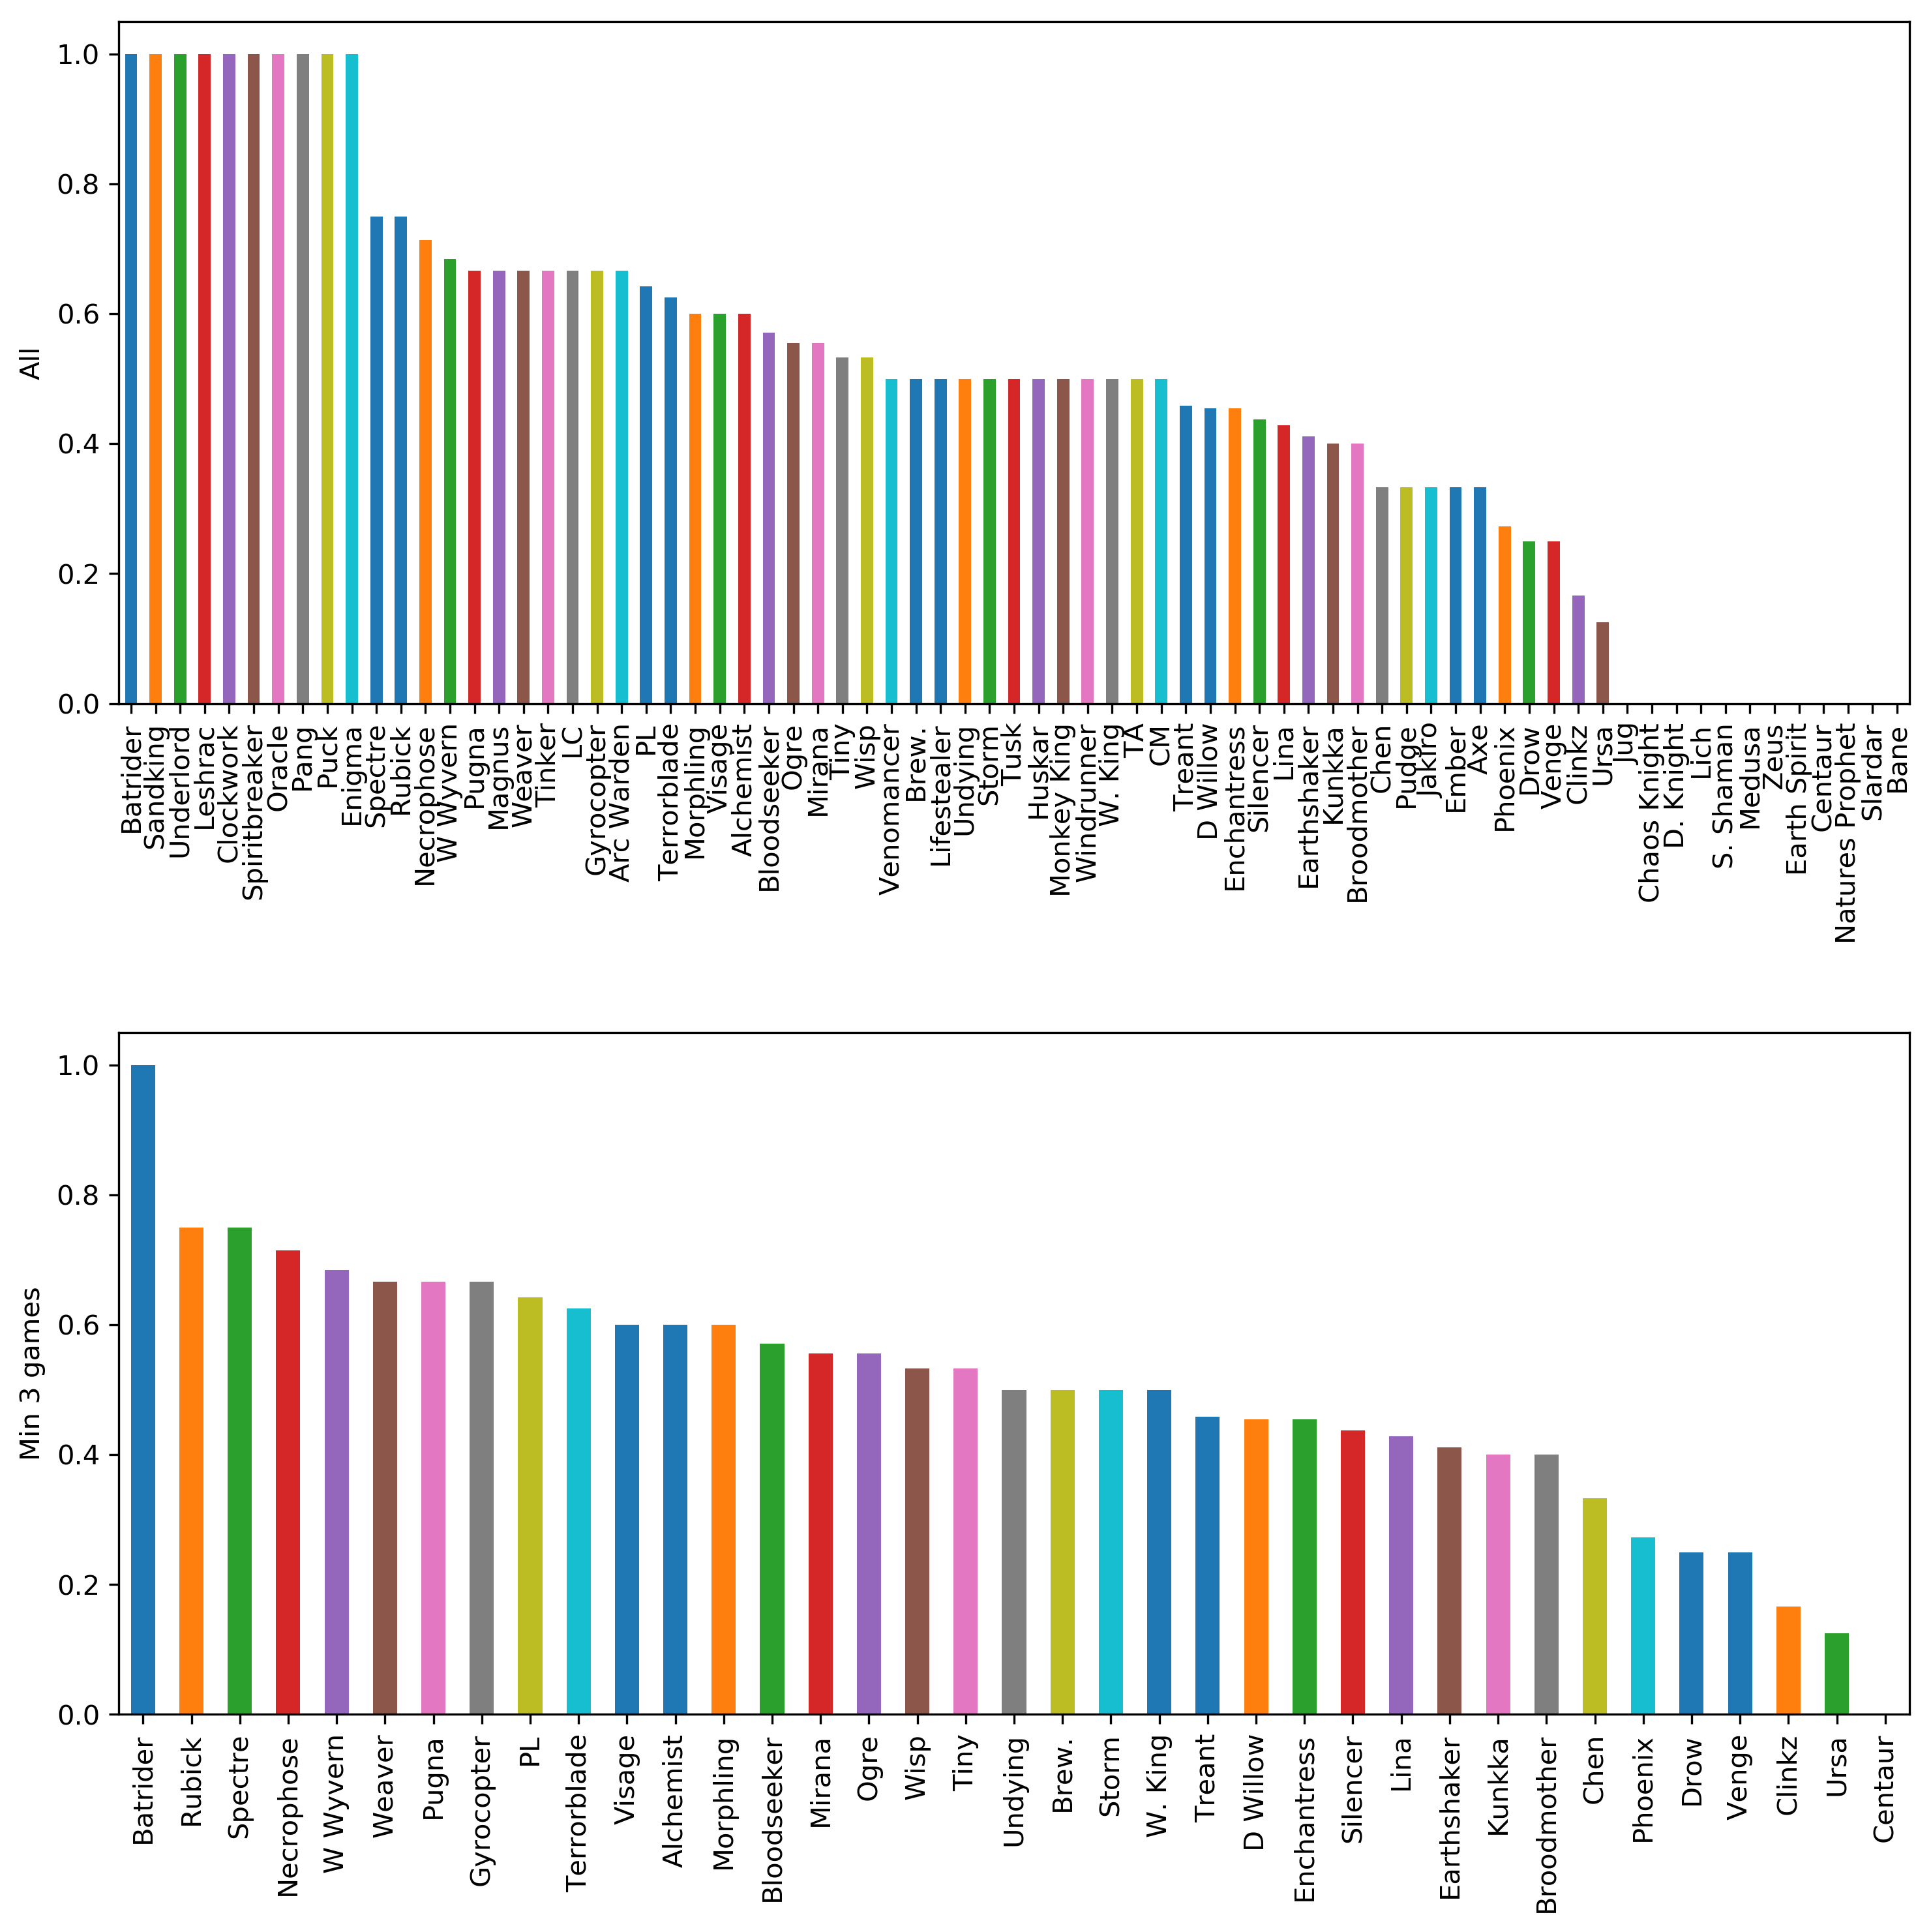 All
1.0
0.8
0.6
0.4
0.2
0.0
Batrider
Sandking
Underlord
Leshrac
Clockwork
Spiritbreaker
Oracle
Pang
Puck
Enigma
Spectre
Rubick
Necrophose
W Wyvern
Pugna
Magnus
Weaver
Tinker
LC
Gyrocopter
Arc Warden
PL
Terrorblade
Morphling
Visage
Alchemist
Bloodseeker
Ogre
Mirana
Tiny
Wisp
Venomancer
Brew.
Lifestealer
Undying
Storm
Tusk
Huskar
Monkey King
Windrunner
W. King
TA
CM
Treant
D Willow
Enchantress
Silencer
Lina
Earthshaker
Kunkka
Broodmother
Chen
Pudge
Jakiro
Ember
Axe
Phoenix
Drow
Venge
Clinkz
Ursa
Jug
Chaos Knight
D. Knight
Lich
S. Shaman
Medusa
Zeus
Earth Spirit
Centaur
Natures Prophet
Slardar
Bane
Min 3 games
1.0
0.8
0.6
0.4
0.2
0.0
Batrider
Rubick
Spectre
Necrophose
W Wyvern
Weaver
Pugna
Gyrocopter
PL
Terrorblade
Visage
Alchemist
Morphling
Bloodseeker
Mirana
Ogre
Wisp
Tiny
Undying
Brew.
Storm
W. King
Treant
D Willow
Enchantress
Silencer
Lina
Earthshaker
Kunkka
Broodmother
Chen
Phoenix
Drow
Venge
Clinkz
Ursa
Centaur